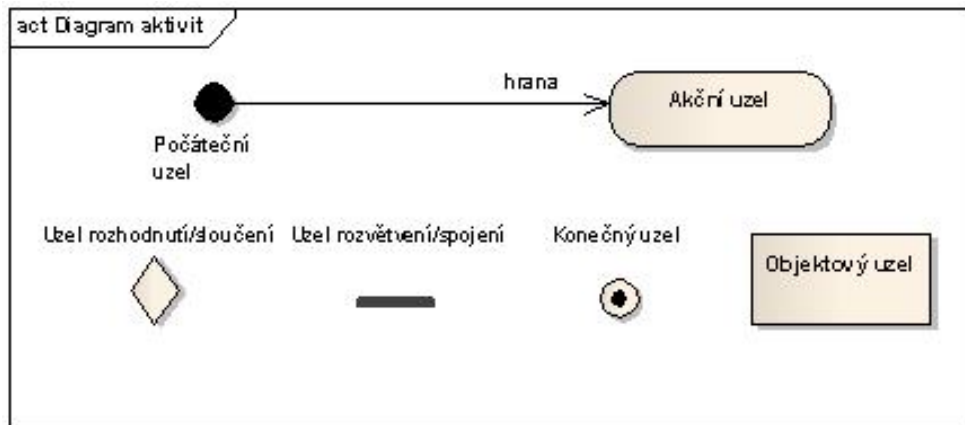 act Diagram aktivit
hrana
Akční uzel
Počáteční
uzel
Uzel rozhodnutí/sloučení
Uzel rozvětvení/spojení
Konečný uzel
Objektový uzel